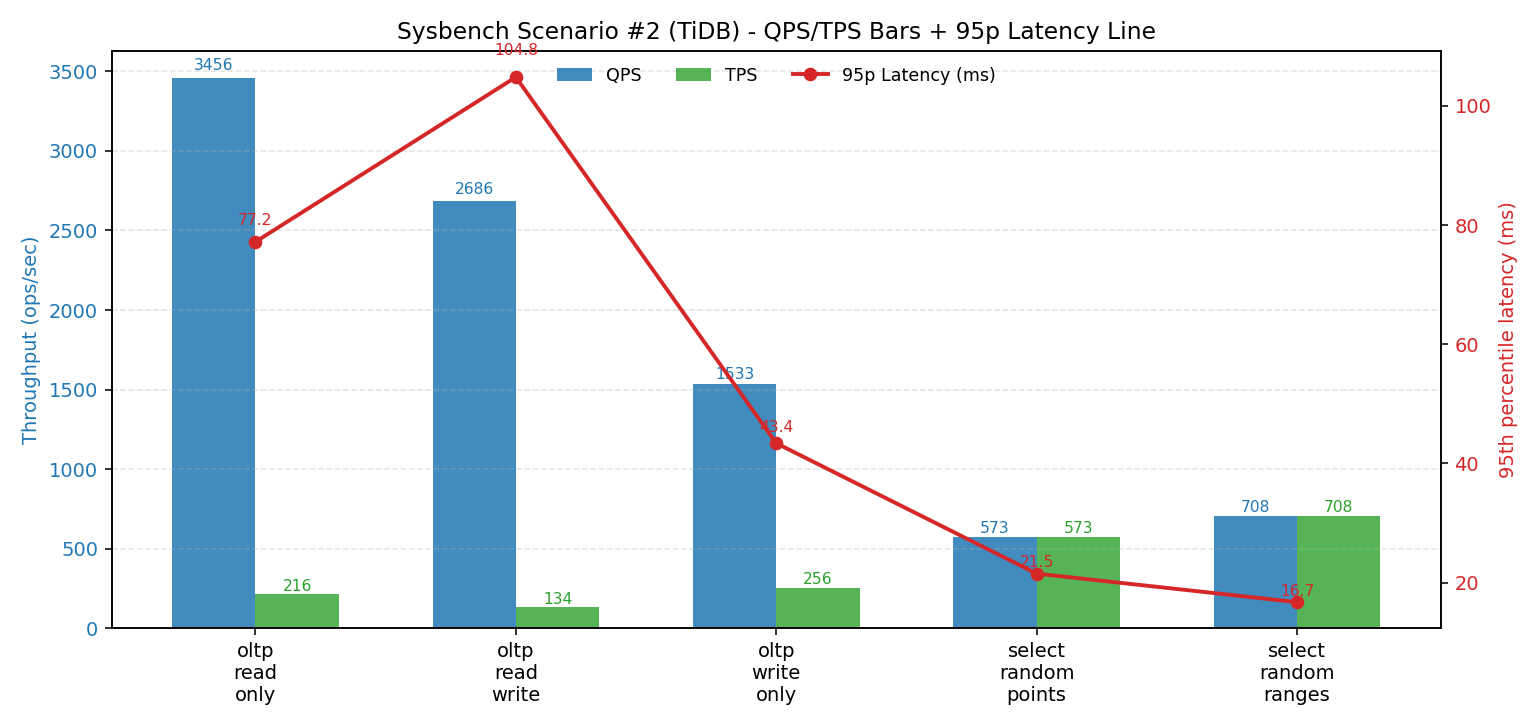 Sysbench Scenario #2 (TiDB) - QPS/TPS Bars + 95p Latency Line
QPS
TPS
95p Latency (ms)
Throughput (ops/sec)
3500
3000
2500
2000
1500
1000
500
0
3456
2686
1533
573
708
216
134
256
573
708
77.2
104.8
43.4
21.5
16.7
100
80
60
40
20
95th percentile latency (ms)
oltp
read
only
oltp
read
write
oltp
write
only
select
random
points
select
random
ranges